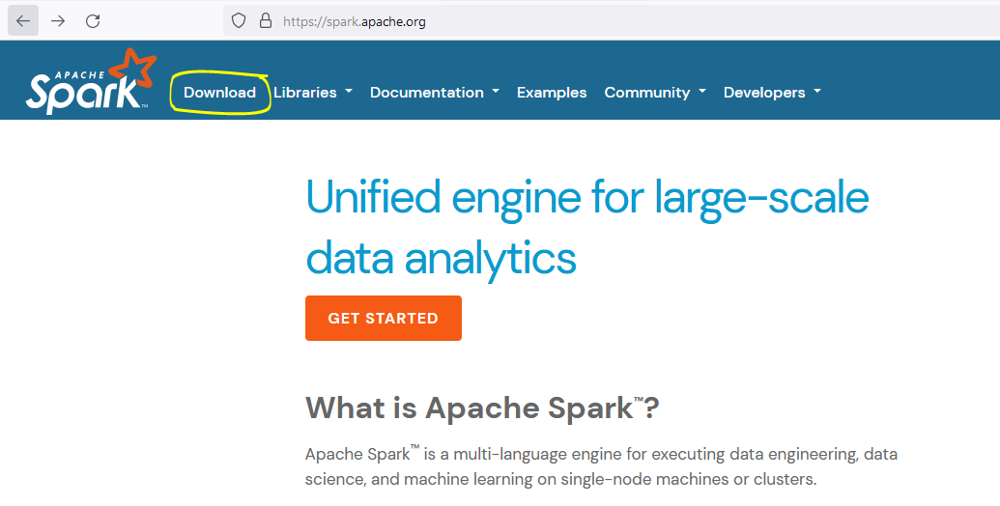 https://spark.apache.org
APACHE
Spark™
Download Libraries Documentation Examples Community Developers
Unified engine for large-scale
data analytics
GET STARTED
What is Apache Spark™?
Apache Spark™ is a multi-language engine for executing data engineering, data
science, and machine learning on single-node machines or clusters.